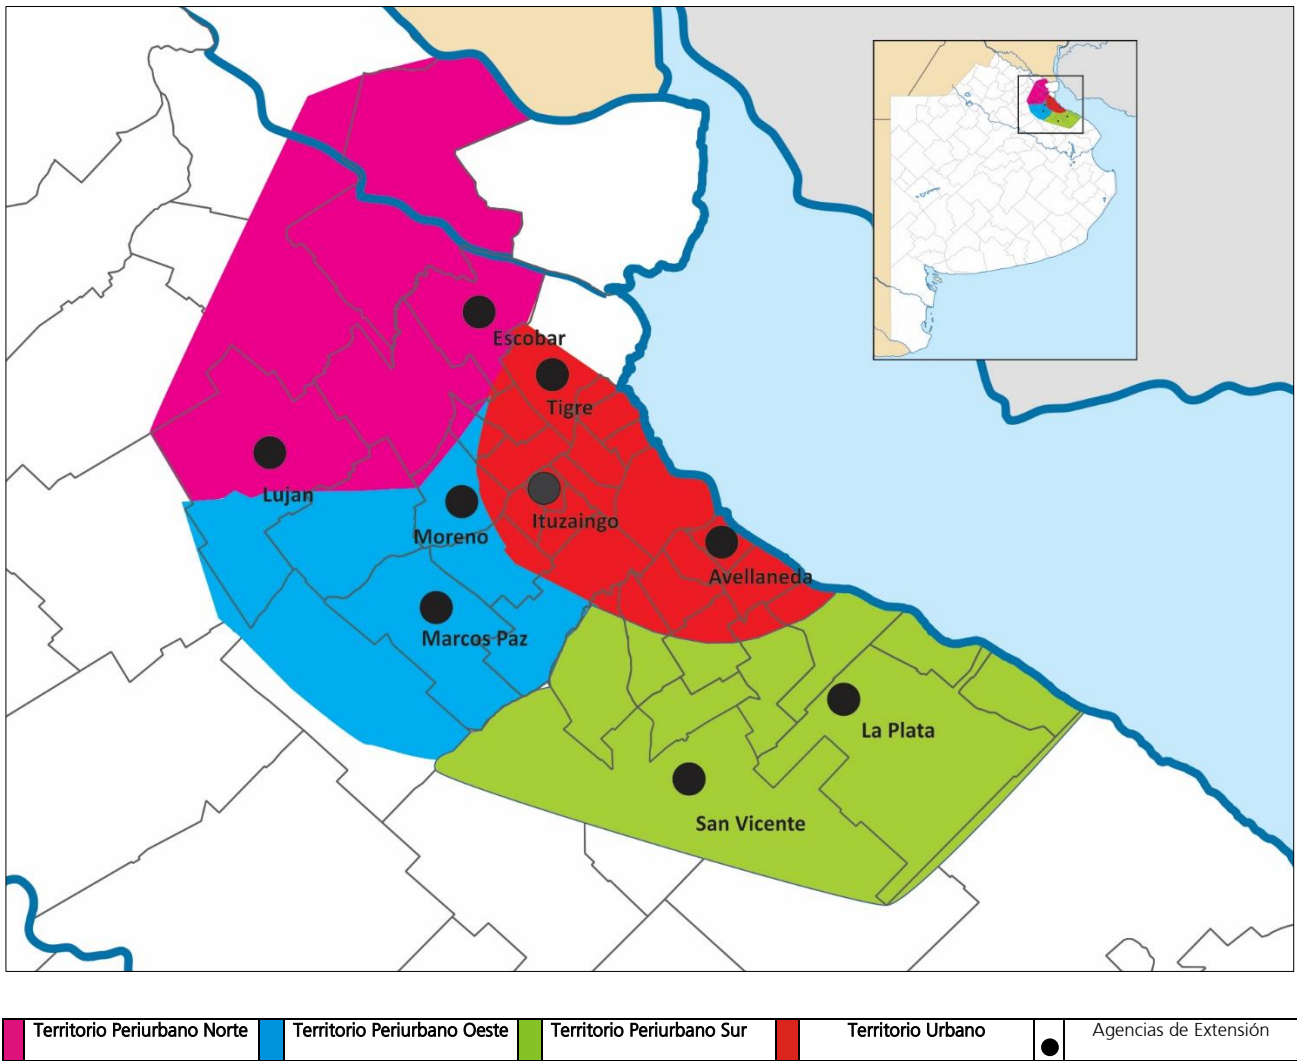 Escobar
Tigre
Lujan
Ituzaingo
Moreno
Avellaneda
Marcos Paz
La Plata
San Vicente
Territorio Periurbano Norte
Territorio Periurbano Oeste
Territorio Periurbano Sur
Territorio Urbano
Agencias de Extensión